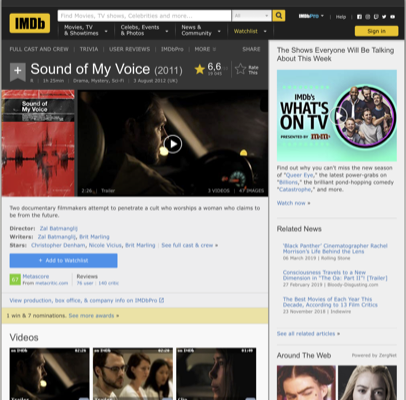 IMDb
Find Movies, TV shows, Celebrities and more...
All
IMDbPro
Help
Movies, TV & Showtimes
Celebs, Events & Photos
News & Community
Watchlist
Sign in
FULL CAST AND CREW | TRIVIA | USER REVIEWS | IMDbPro | MORE
SHARE
Sound of My Voice (2011)
R | 1h 25min | Drama, Mystery, Sci-Fi | 3 August 2012 (UK)
6,6
Rate This
Sound of My Voice
Trailer
3 VIDEOS | 47 IMAGES
Two documentary filmmakers attempt to penetrate a cult who worships a woman who claims to be from the future.
Director: Zal Batmanglij
Writers: Zal Batmanglij, Brit Marling
Stars: Christopher Denham, Nicole Vicius, Brit Marling | See full cast & crew »
+ Add to Watchlist
Metascore
From metacritic.com
Reviews
76 user | 140 critic
View production, box office, & company info on IMDbPro
1 win & 7 nominations. See more awards »
Videos
The Shows Everyone Will Be Talking About This Week
IMDb's
WHAT'S ON TV
PRESENTED BY
Find out why you can't miss the new season of "Queer Eye," the latest power-grabs on "Billions," the brilliant pond-hopping comedy "Catastrophe," and more.
Watch now »
Related News
'Black Panther' Cinematographer Rachel Morrison's Life Behind the Lens
06 March 2019 | Rolling Stone
Consciousness Travels to a New Dimension in "The Oa: Part II" [Trailer]
27 February 2019 | Bloody-Disgusting.com
The Best Movies of Each Year This Decade, According to 13 Film Critics
23 November 2018 | Indiewire
See all related articles »
Around The Web
Powered by ZergNet